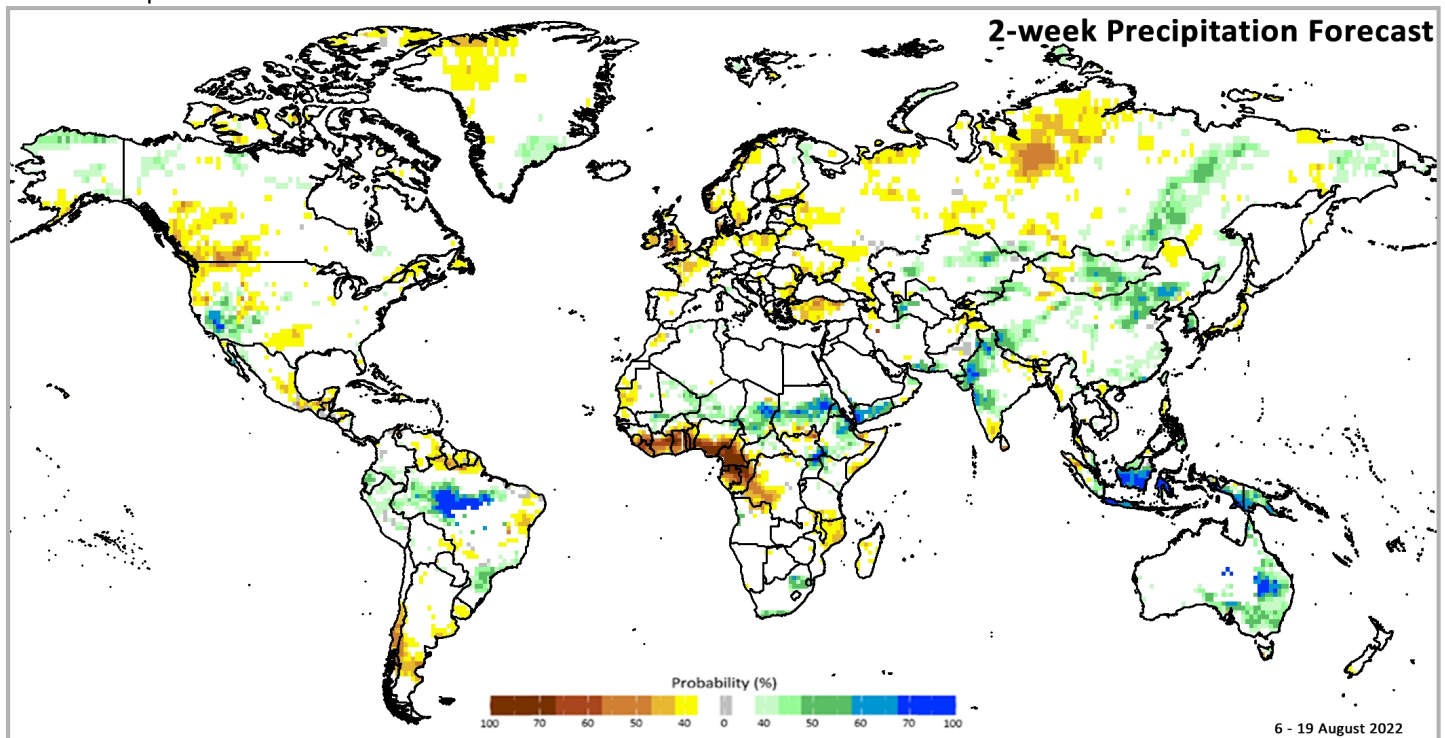 2-week Precipitation Forecast
Probability (%)
100 70 60 50 40 0 40 50 60 70 100
6 - 19 August 2022